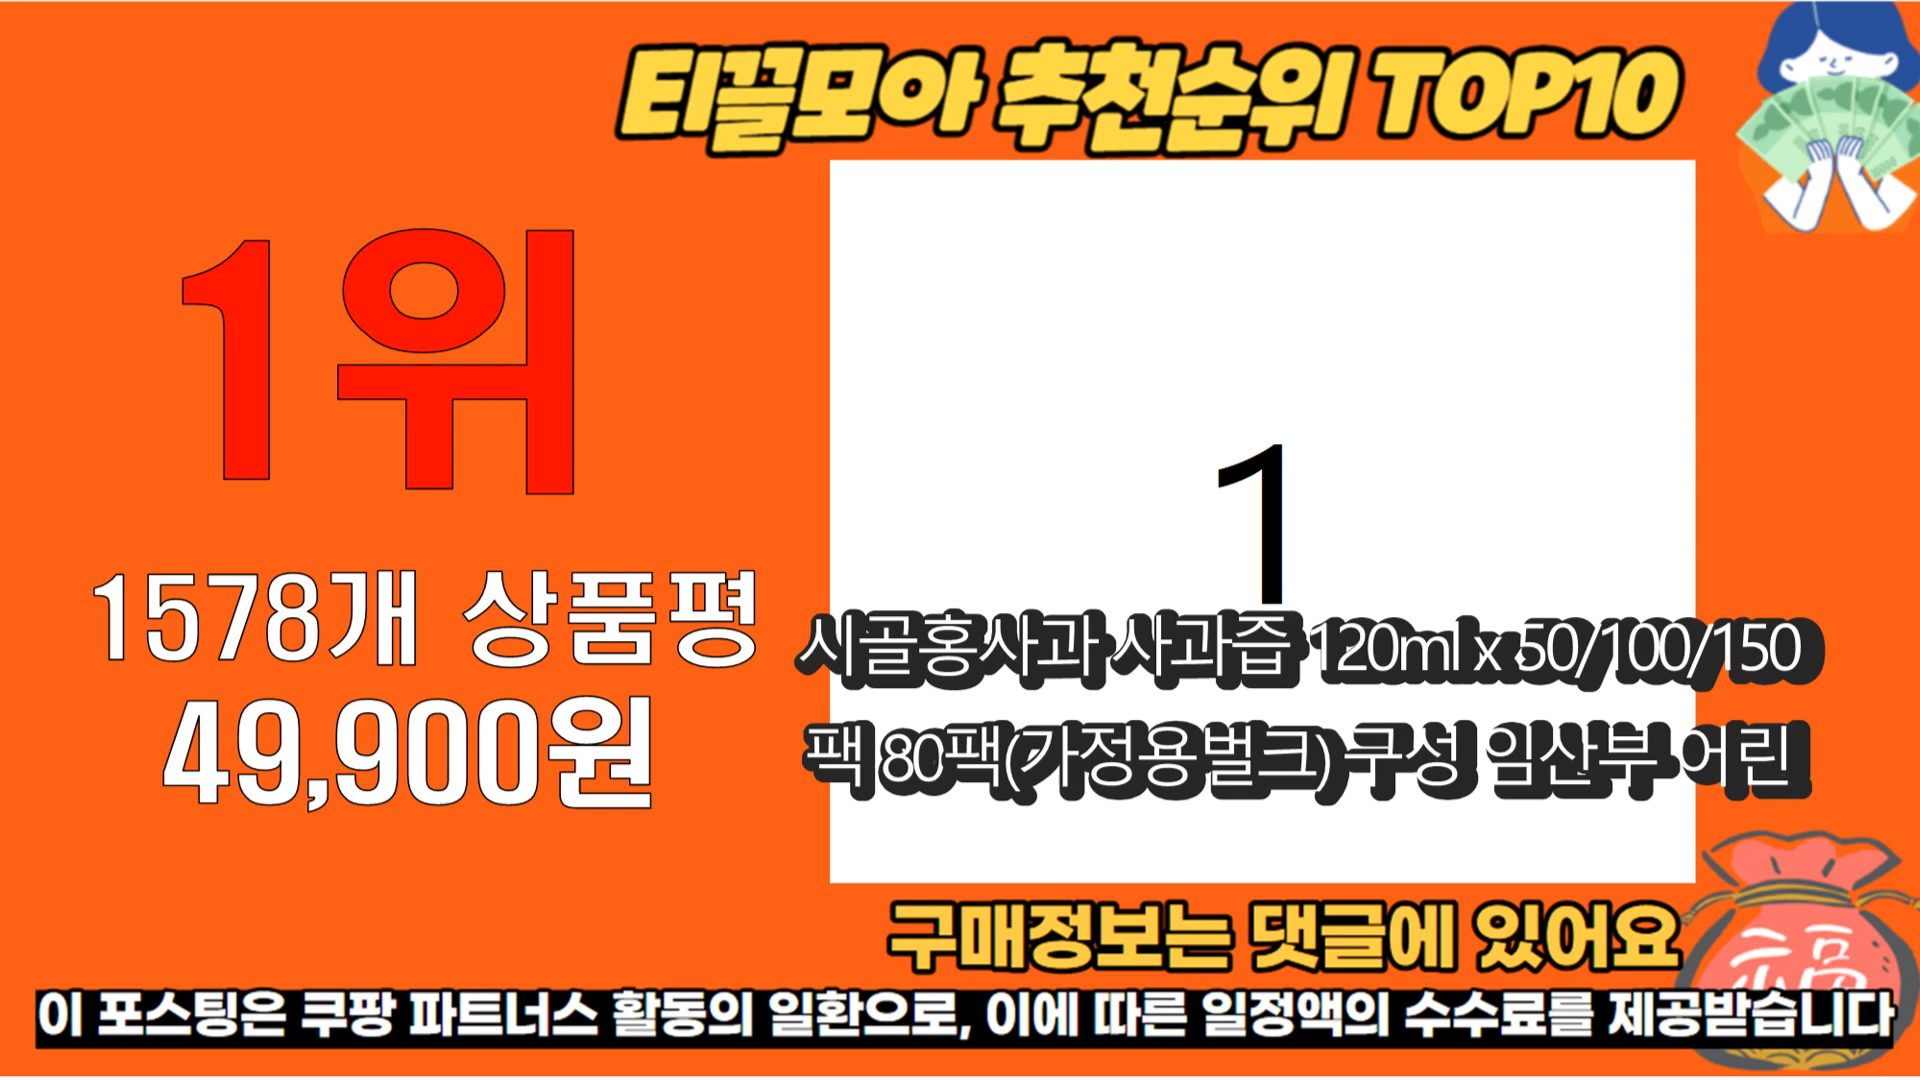 티끌모아 추천순위 TOP10
1위
1
1578개 상품평
49,900원
시골홍사과 사과즙 120ml x 50/100/150
팩 80팩(가정용벌크) 구성 임산부 어린
구매정보는 댓글에 있어요
福
이 포스팅은 쿠팡 파트너스 활동의 일환으로, 이에 따른 일정액의 수수료를 제공받습니다